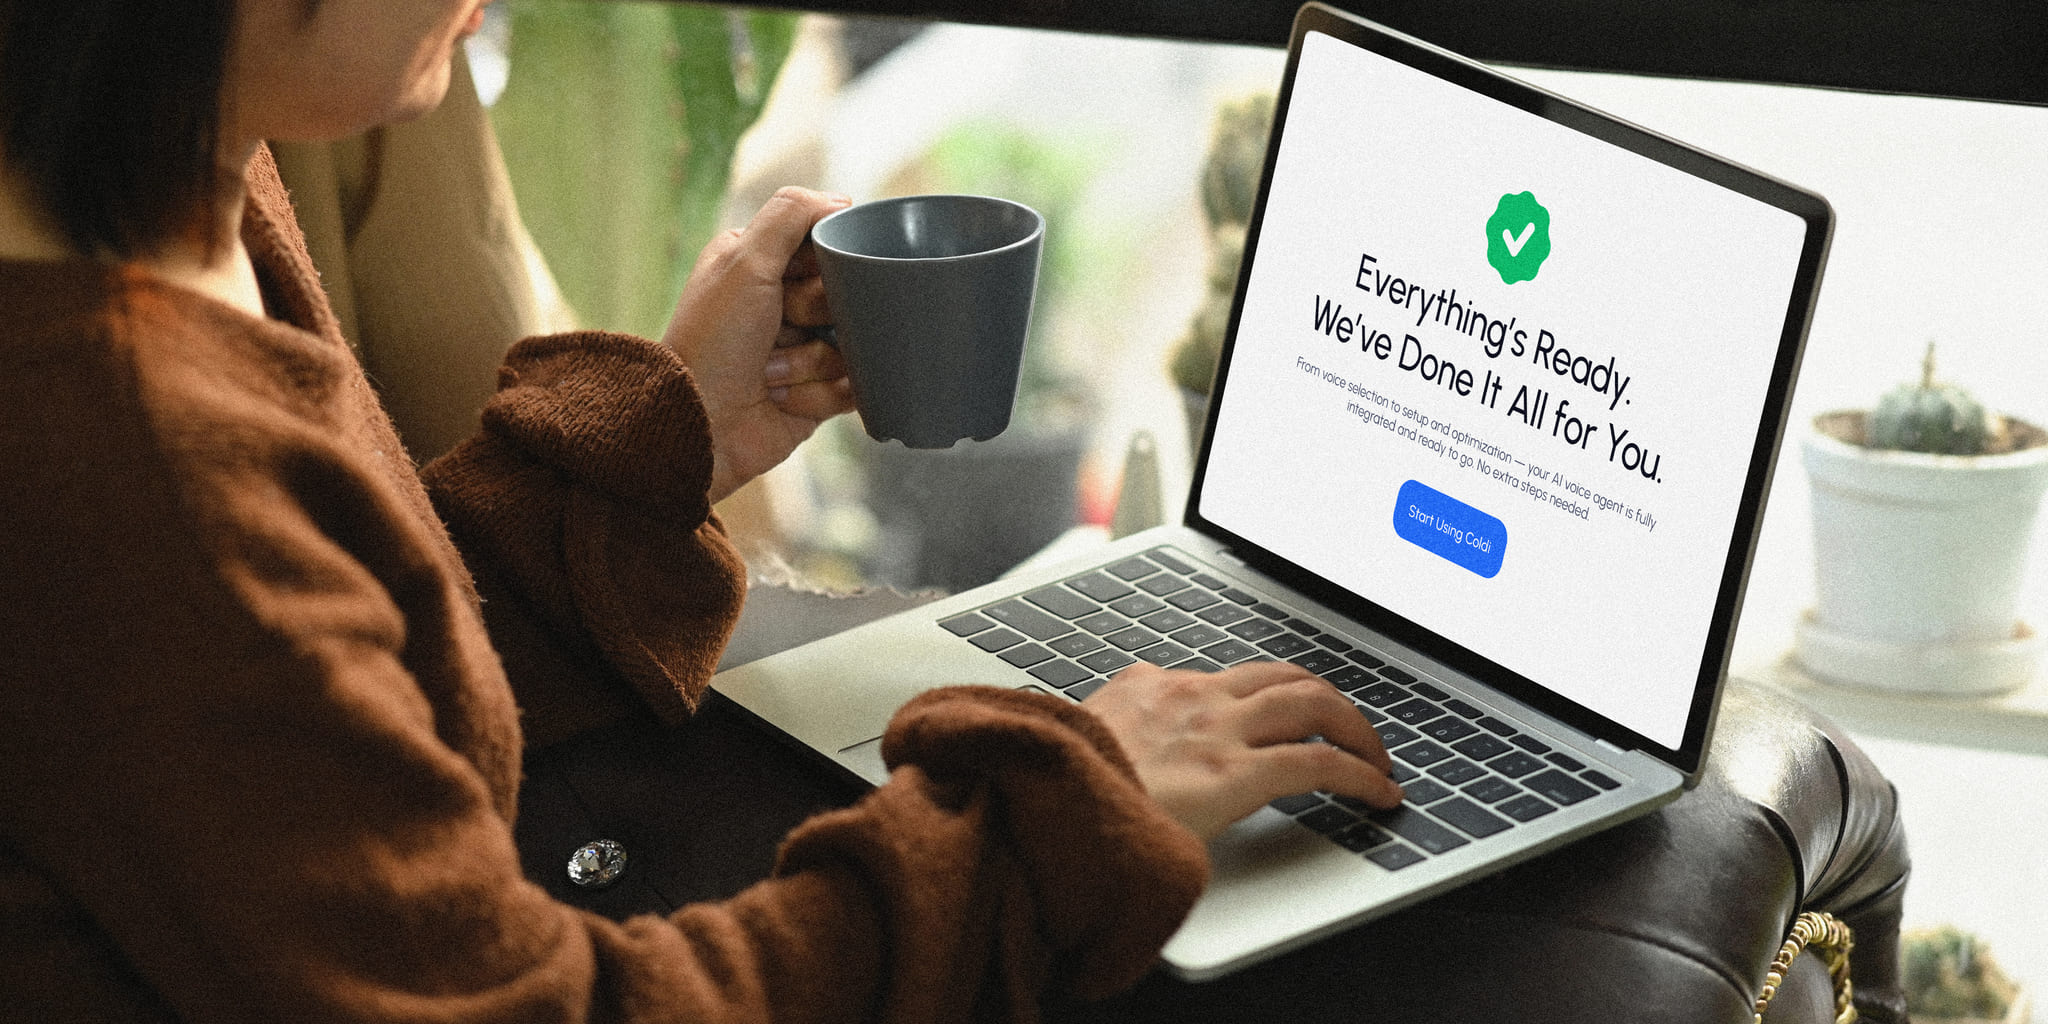 Everything's Ready.
We've Done It All for You.
From voice selection to setup and optimization — your AI voice agent is fully
integrated and ready to go. No extra steps needed.
Start Using Coldi